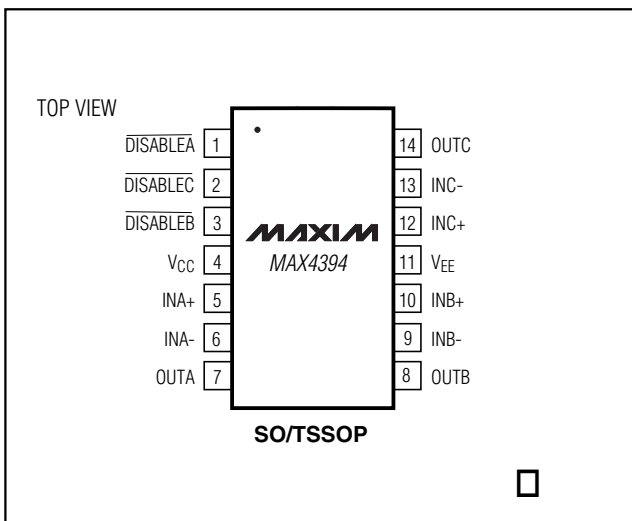 TOP VIEW
DISABLEA 1
DISABLEC 2
DISABLEB 3
VCC 4
INA+ 5
INA- 6
OUTA 7
MAXIM
MAX4394
14 OUTC
13 INC-
12 INC+
11 VEE
10 INB+
9 INB-
8 OUTB
SO/TSSOP